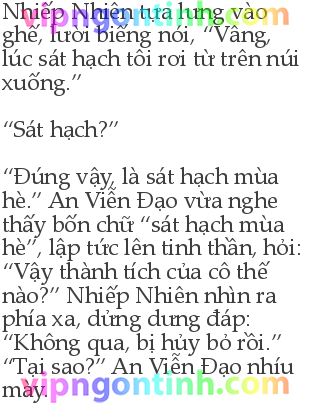 Nhiếp Nhiên tựa lưng vào
ghế, lười biếng nói, “Vâng,
lúc sát hạch tôi rơi từ trên núi
xuống.”
“Sát hạch?”
“Đúng vậy, là sát hạch mùa
hè.” An Viễn Đạo vừa nghe
thấy bốn chữ “sát hạch mùa
hè”, lập tức lên tinh thần, hỏi:
“Vậy thành tích của cô thế
nào?” Nhiếp Nhiên nhìn ra
phía xa, dửng dưng đáp:
“Không qua, bị hủy bỏ rồi.”
“Tại sao?” An Viễn Đạo nhíu
mày.
vipngontinh.com
vipngontinh.com
vipngontinh.com